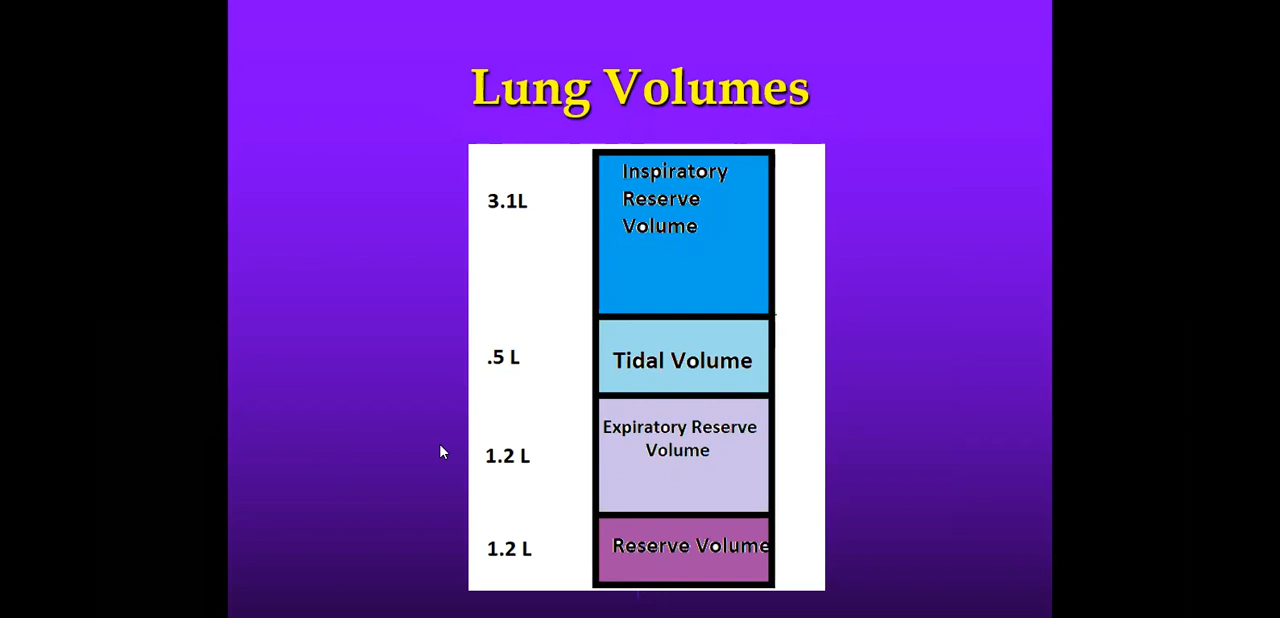 Lung Volumes
3.1L
Inspiratory
Reserve
Volume
.5 L
Tidal Volume
1.2 L
Expiratory Reserve
Volume
1.2 L
Reserve Volume